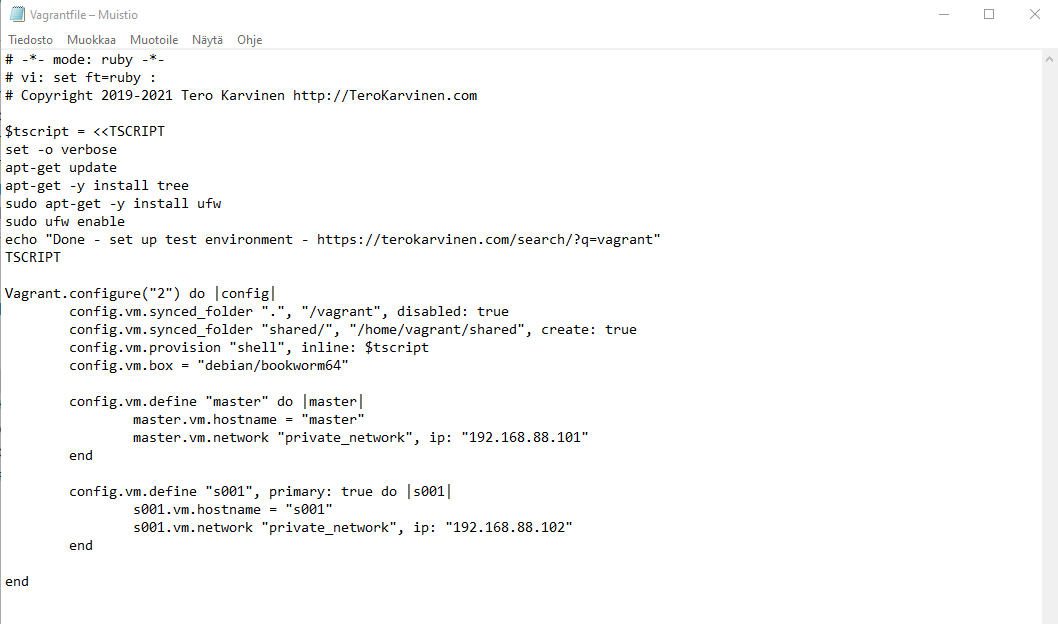 Vagrantfile – Muistio
Tiedosto Muokkaa Muotoile Näytä Ohje
# -*- mode: ruby -*-
# vi: set ft=ruby :
# Copyright 2019-2021 Tero Karvinen http://TeroKarvinen.com

$tscript = <<TSCRIPT
set -o verbose
apt-get update
apt-get -y install tree
sudo apt-get -y install ufw
sudo ufw enable
echo "Done - set up test environment - https://terokarvinen.com/search/?q=vagrant"
TSCRIPT

Vagrant.configure("2") do |config|
	config.vm.synced_folder ".", "/vagrant", disabled: true
	config.vm.synced_folder "shared/", "/home/vagrant/shared", create: true
	config.vm.provision "shell", inline: $tscript
	config.vm.box = "debian/bookworm64"

	config.vm.define "master" do |master|
		master.vm.hostname = "master"
		master.vm.network "private_network", ip: "192.168.88.101"
	end

	config.vm.define "s001", primary: true do |s001|
		s001.vm.hostname = "s001"
		s001.vm.network "private_network", ip: "192.168.88.102"
	end

end